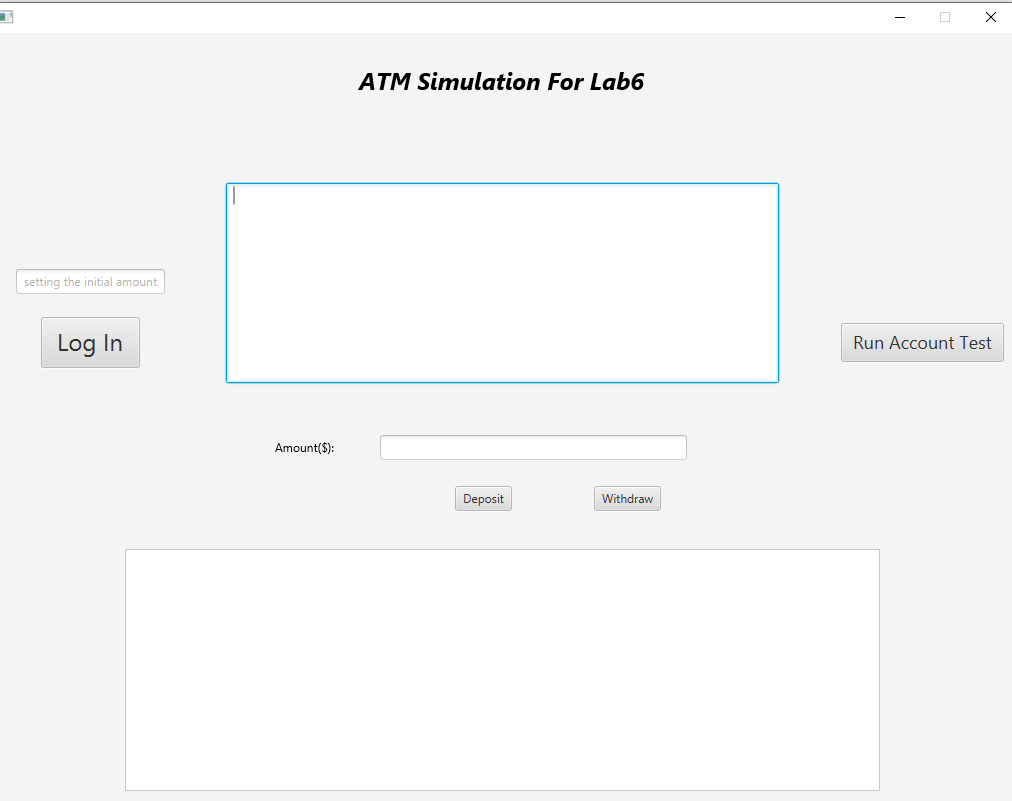 ATM Simulation For Lab6
setting the initial amount
Log In
Run Account Test
Amount($):
Deposit
Withdraw